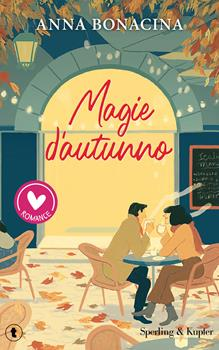 ANNA BONACINA
Magie
d'autunno
ROMANCE
t
Sperling & Kupfer